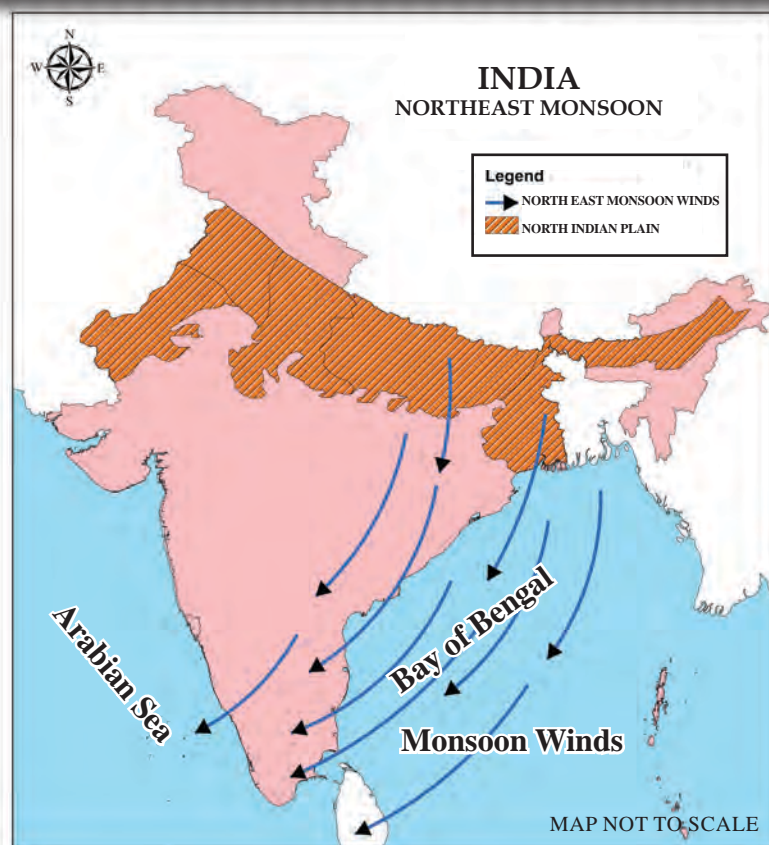 N
W E
S
INDIA
NORTHEAST MONSOON
Legend
NORTH EAST MONSOON WINDS
NORTH INDIAN PLAIN
Arabian Sea
Bay of Bengal
Monsoon Winds
MAP NOT TO SCALE